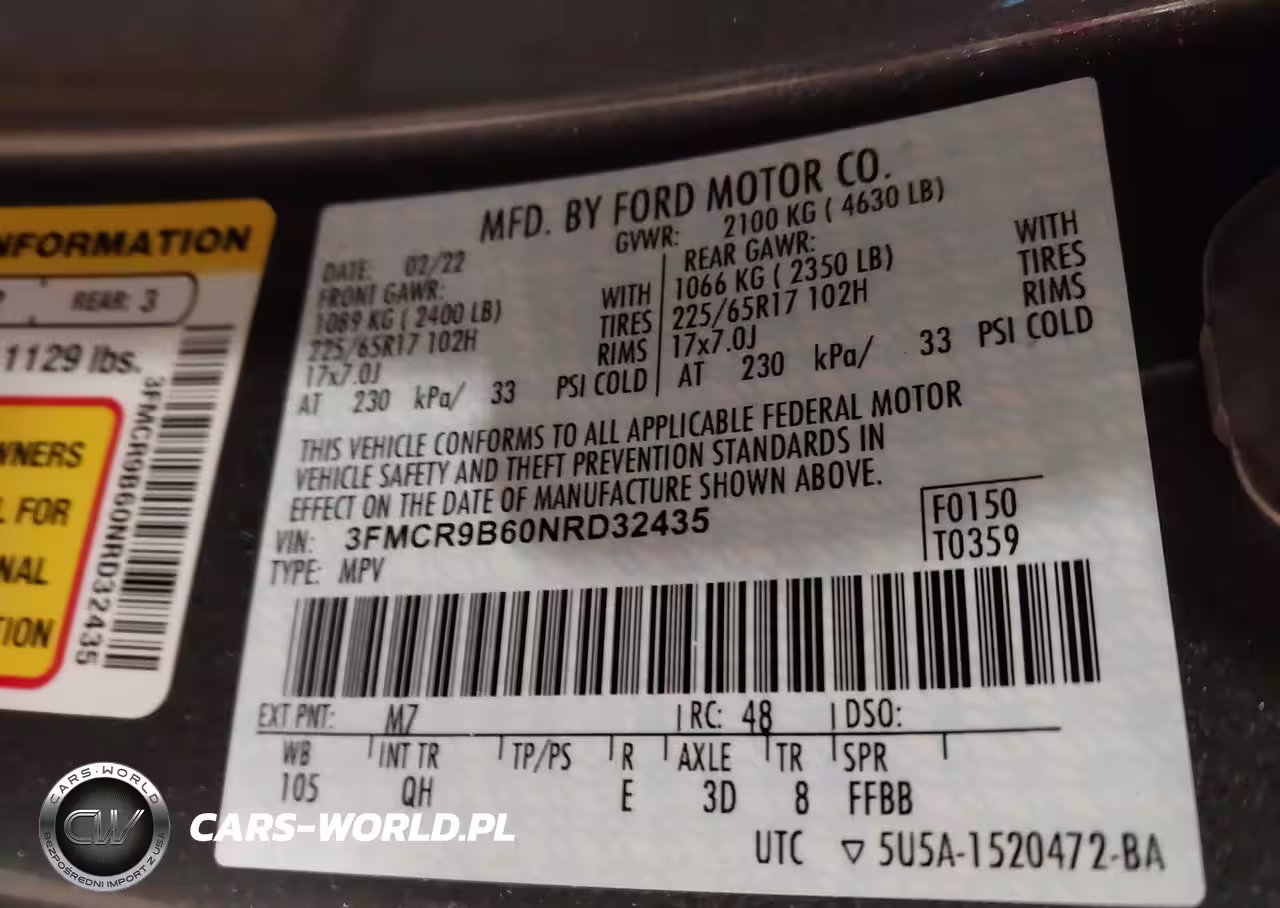 NFORMATION
REAR: 3
1129 lbs.
3FMCR9B60NRD32435
WNERS
L FOR
NAL
TION
MFD. BY FORD MOTOR CO.
DATE: 02/22 GVWR: 2100 KG ( 4630 LB)
FRONT GAWR: REAR GAWR:
1089 KG ( 2400 LB) WITH 1066 KG ( 2350 LB) WITH
225/65R17 102H TIRES 225/65R17 102H TIRES
17x7.0J RIMS 17x7.0J RIMS
AT 230 kPa/ 33 PSI COLD AT 230 kPa/ 33 PSI COLD
THIS VEHICLE CONFORMS TO ALL APPLICABLE FEDERAL MOTOR
VEHICLE SAFETY AND THEFT PREVENTION STANDARDS IN
EFFECT ON THE DATE OF MANUFACTURE SHOWN ABOVE.
VIN: 3FMCR9B60NRD32435 F0150
TYPE: MPV T0359
EXT PNT: M7 RC: 48 DSO:
WB INT TR TP/PS R AXLE TR SPR
105 QH E 3D 8 FFBB
UTC ▽ 5U5A-1520472-BA
CARS-WORLD
CW
BEZPOŚREDNI IMPORT Z USA
CARS-WORLD.PL